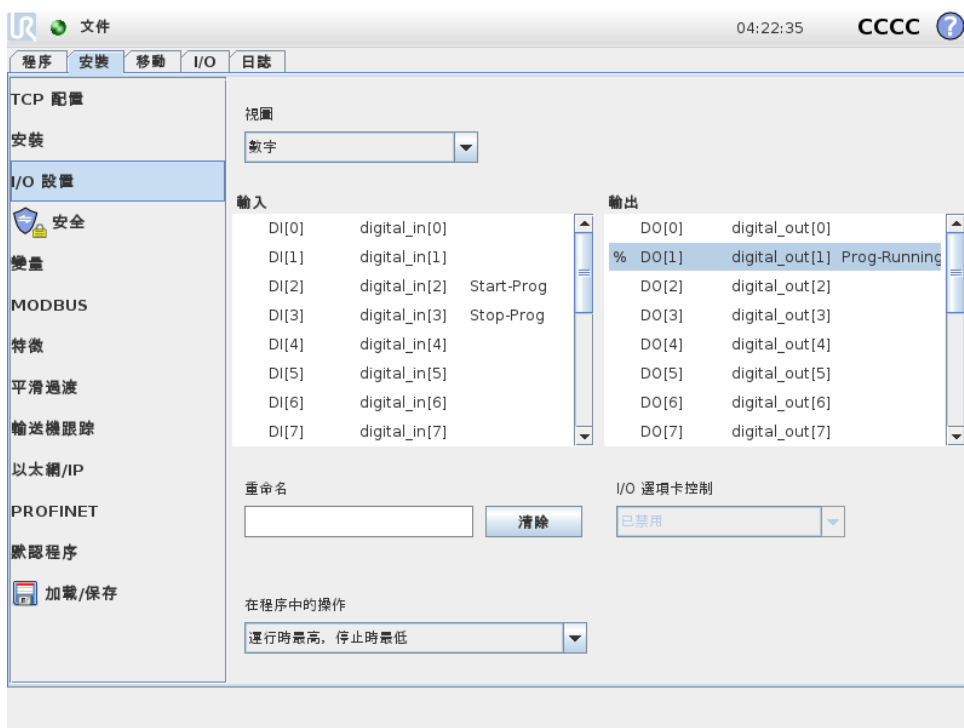 UR 文件 04:22:35 CCCC ?
程序 安裝 移動 I/O 日誌
TCP 配置
安裝
I/O 設置
安全
變量
MODBUS
特徵
平滑過渡
輸送機跟踪
以太網/IP
PROFINET
默認程序
加載/保存
視圖
數字
輸入
DI[0] digital_in[0]
DI[1] digital_in[1]
DI[2] digital_in[2] Start-Prog
DI[3] digital_in[3] Stop-Prog
DI[4] digital_in[4]
DI[5] digital_in[5]
DI[6] digital_in[6]
DI[7] digital_in[7]
輸出
DO[0] digital_out[0]
% DO[1] digital_out[1] Prog-Running
DO[2] digital_out[2]
DO[3] digital_out[3]
DO[4] digital_out[4]
DO[5] digital_out[5]
DO[6] digital_out[6]
DO[7] digital_out[7]
重命名
清除
I/O 選項卡控制
已禁用
在程序中的操作
運行時最高, 停止時最低